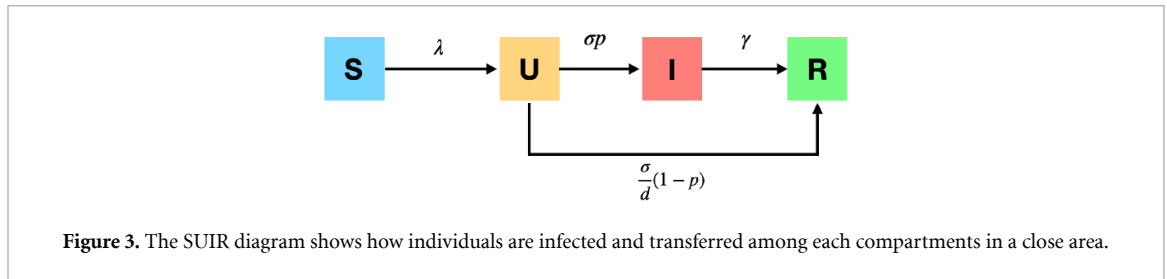 λ
σp
γ
S
U
I
R
σ/d (1 − p)
Figure 3. The SUIR diagram shows how individuals are infected and transferred among each compartments in a close area.